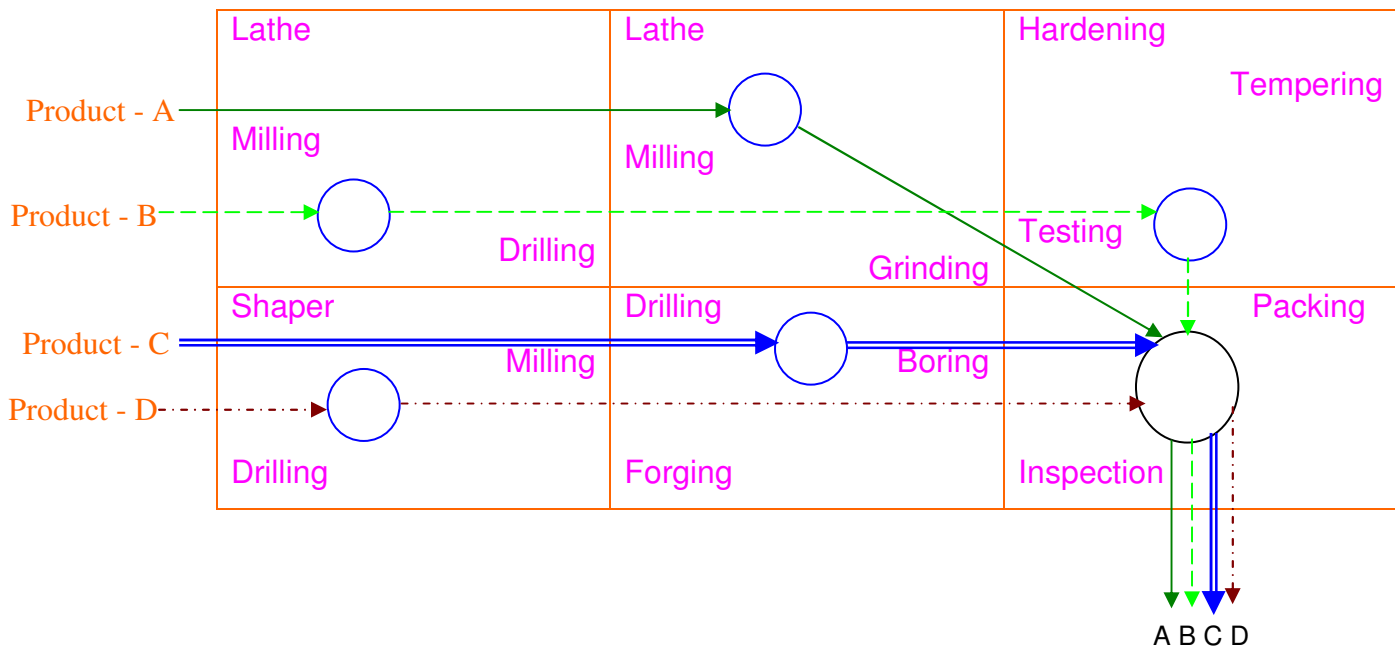 Lathe
Lathe
Hardening
Tempering
Product - A
Milling
Milling
Product - B
Testing
Drilling
Grinding
Shaper
Drilling
Packing
Product - C
Milling
Boring
Product - D
Drilling
Forging
Inspection
A B C D